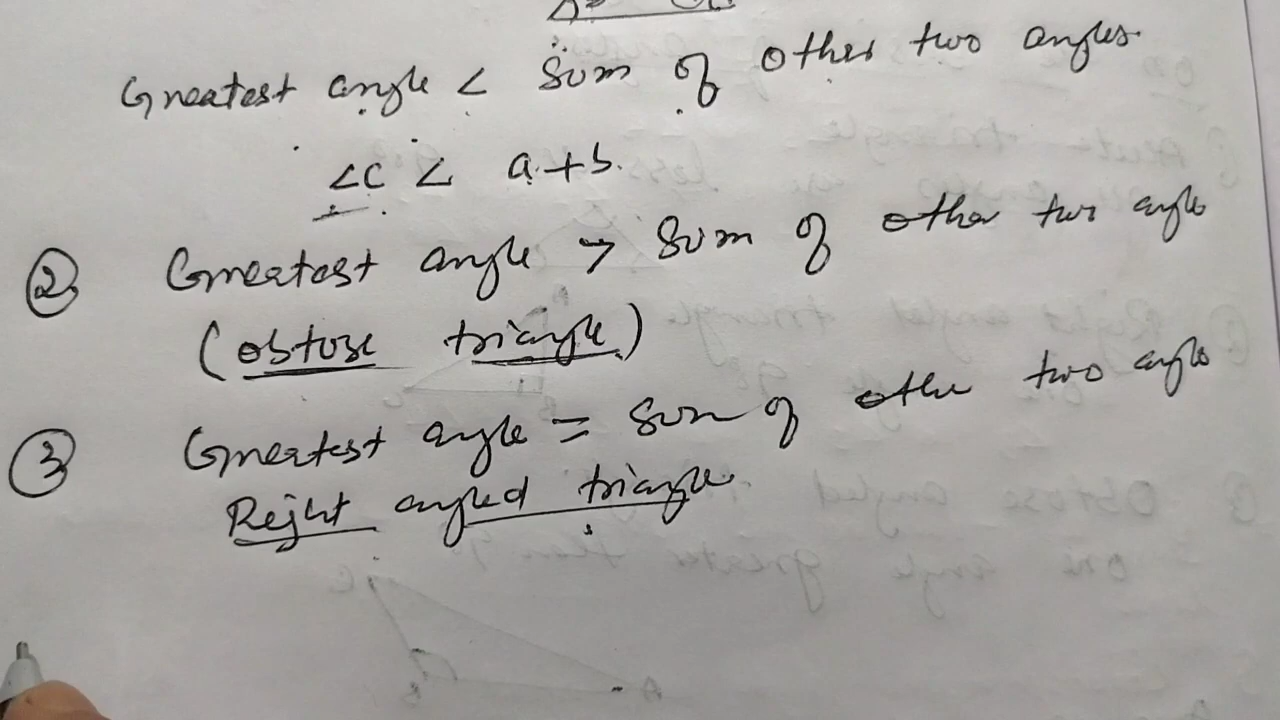 Greatest angle < Sum of other two angles.
∠C < a+b.
② Greatest angle > Sum of other two angle
(obtuse triangle)
③ Greatest angle = Sum of other two angle
Right angled triangle